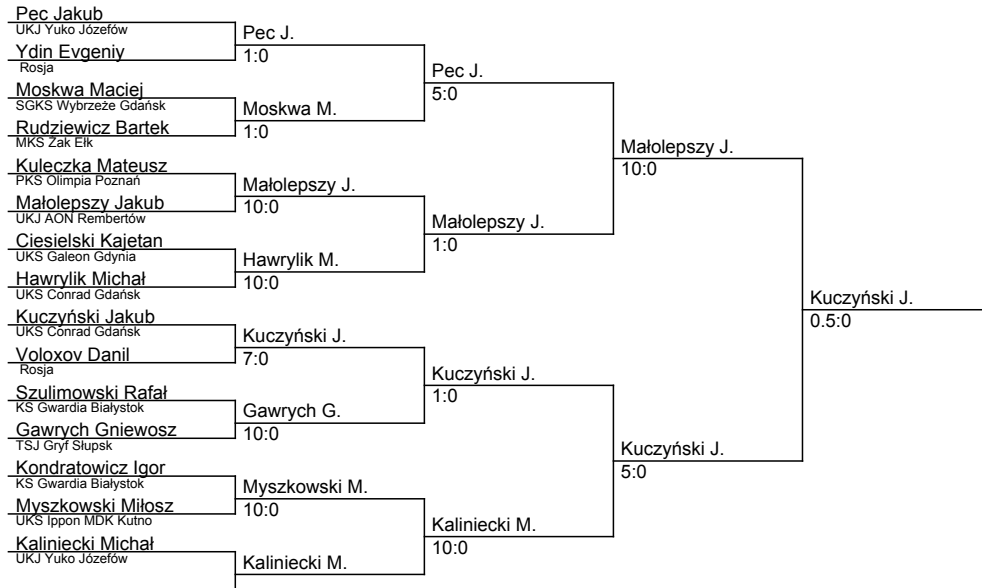 Pec Jakub
UKJ Yuko Józefów
Ydin Evgeniy
Rosja
Moskwa Maciej
SGKS Wybrzeże Gdańsk
Rudziewicz Bartek
MKS Żak Ełk
Kuleczka Mateusz
PKS Olimpia Poznań
Małolepszy Jakub
UKJ AON Rembertów
Ciesielski Kajetan
UKS Galeon Gdynia
Hawrylik Michał
UKS Conrad Gdańsk
Kuczyński Jakub
UKS Conrad Gdańsk
Voloxov Danil
Rosja
Szulimowski Rafał
KS Gwardia Białystok
Gawrych Gniewosz
TSJ Gryf Słupsk
Kondratowicz Igor
KS Gwardia Białystok
Myszkowski Miłosz
UKS Ippon MDK Kutno
Kaliniecki Michał
UKJ Yuko Józefów
Pec J.
1:0
Moskwa M.
1:0
Małolepszy J.
10:0
Hawrylik M.
10:0
Kuczyński J.
7:0
Gawrych G.
10:0
Myszkowski M.
10:0
Kaliniecki M.
Pec J.
5:0
Małolepszy J.
1:0
Kuczyński J.
1:0
Kaliniecki M.
10:0
Małolepszy J.
10:0
Kuczyński J.
5:0
Kuczyński J.
0.5:0